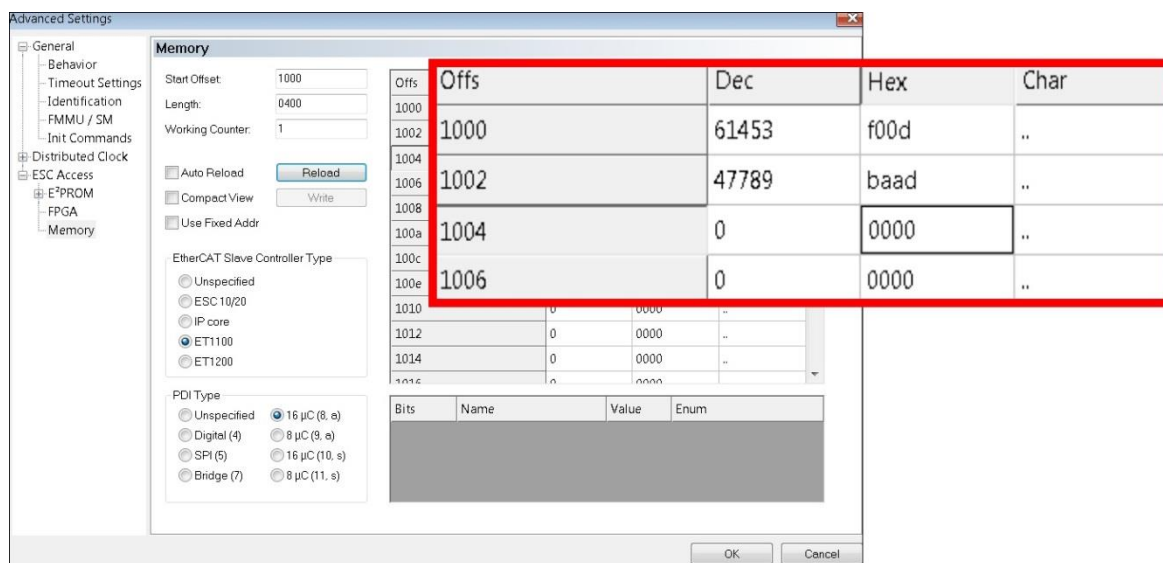 Advanced Settings
General
Behavior
Timeout Settings
Identification
FMMU / SM
Init Commands
Distributed Clock
ESC Access
E²PROM
FPGA
Memory
Memory
Start Offset: 1000
Length: 0400
Working Counter: 1
Auto Reload Reload
Compact View Write
Use Fixed Addr
EtherCAT Slave Controller Type
Unspecified
ESC 10/20
IP core
ET1100
ET1200
PDI Type
Unspecified 16 µC (8, a)
Digital (4) 8 µC (9, a)
SPI (5) 16 µC (10, s)
Bridge (7) 8 µC (11, s)
Offs
1000
1002
1004
1006
1008
100a
100c
100e
1010 0 0000 ..
1012 0 0000 ..
1014 0 0000 ..
1016 0 0000
Offs Dec Hex Char
1000 61453 f00d ..
1002 47789 baad ..
1004 0 0000 ..
1006 0 0000 ..
Bits Name Value Enum
OK Cancel